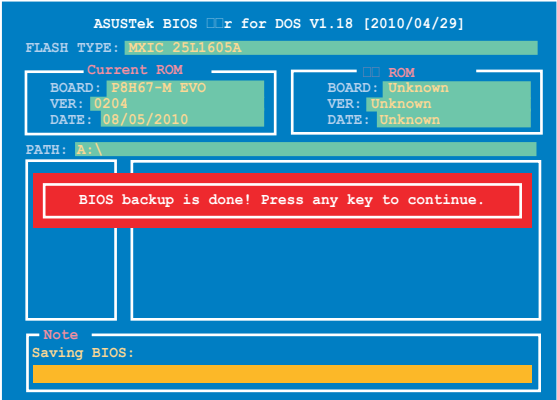 ASUSTek BIOS □□r for DOS V1.18 [2010/04/29]
FLASH TYPE: MXIC 25L1605A
Current ROM
BOARD: P8H67-M EVO
VER: 0204
DATE: 08/05/2010
□□ ROM
BOARD: Unknown
VER: Unknown
DATE: Unknown
PATH: A:\
BIOS backup is done! Press any key to continue.
Note
Saving BIOS: